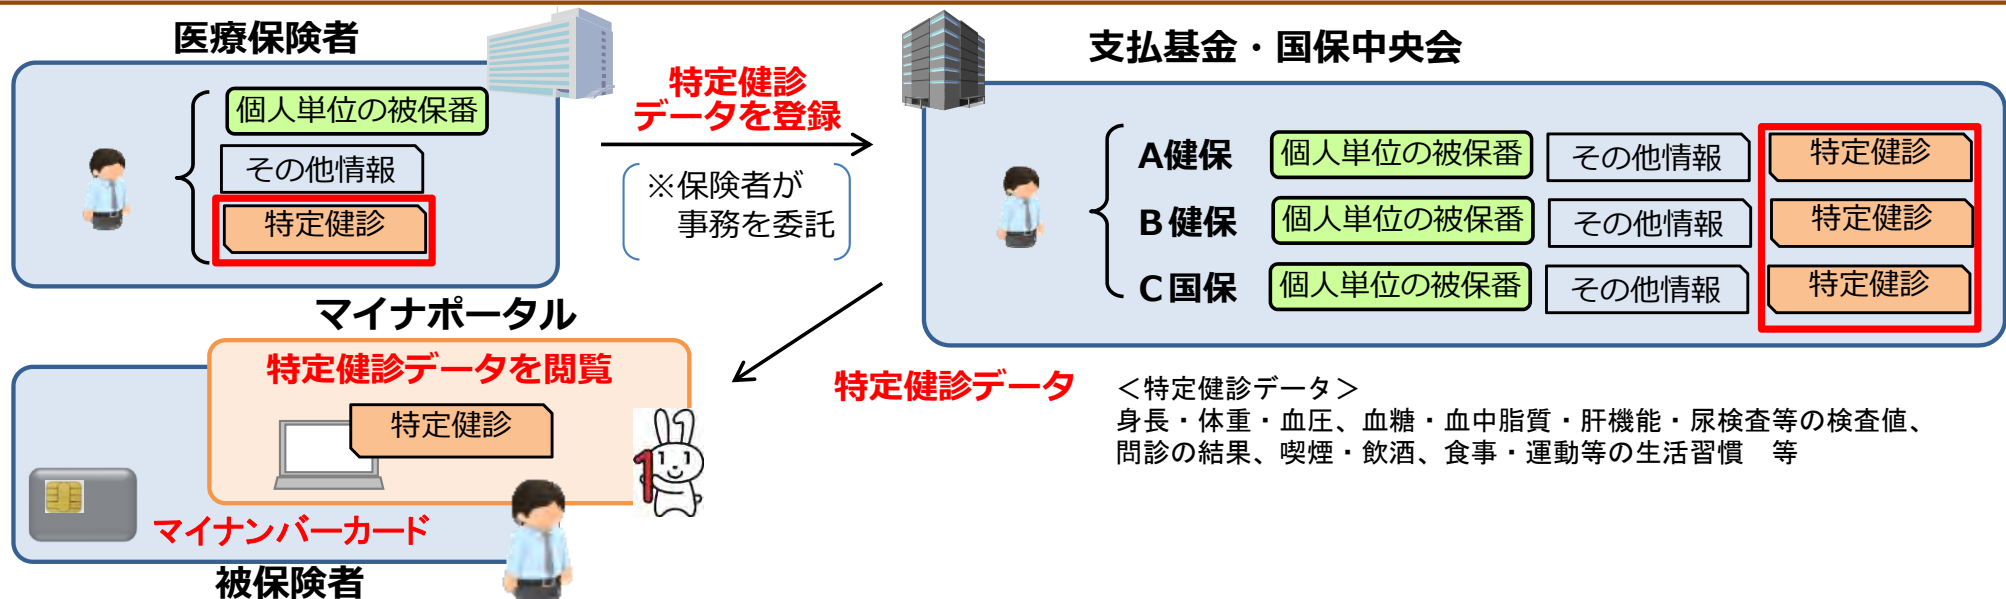 医療保険者
個人単位の被保番
その他情報
特定健診
特定健診
データを登録
※保険者が
事務を委託
支払基金・国保中央会
A健保 個人単位の被保番 その他情報 特定健診
B健保 個人単位の被保番 その他情報 特定健診
C国保 個人単位の被保番 その他情報 特定健診
マイナポータル
特定健診データを閲覧
特定健診
1
マイナンバーカード
被保険者
特定健診データ
＜特定健診データ＞
身長・体重・血圧、血糖・血中脂質・肝機能・尿検査等の検査値、
問診の結果、喫煙・飲酒、食事・運動等の生活習慣　等